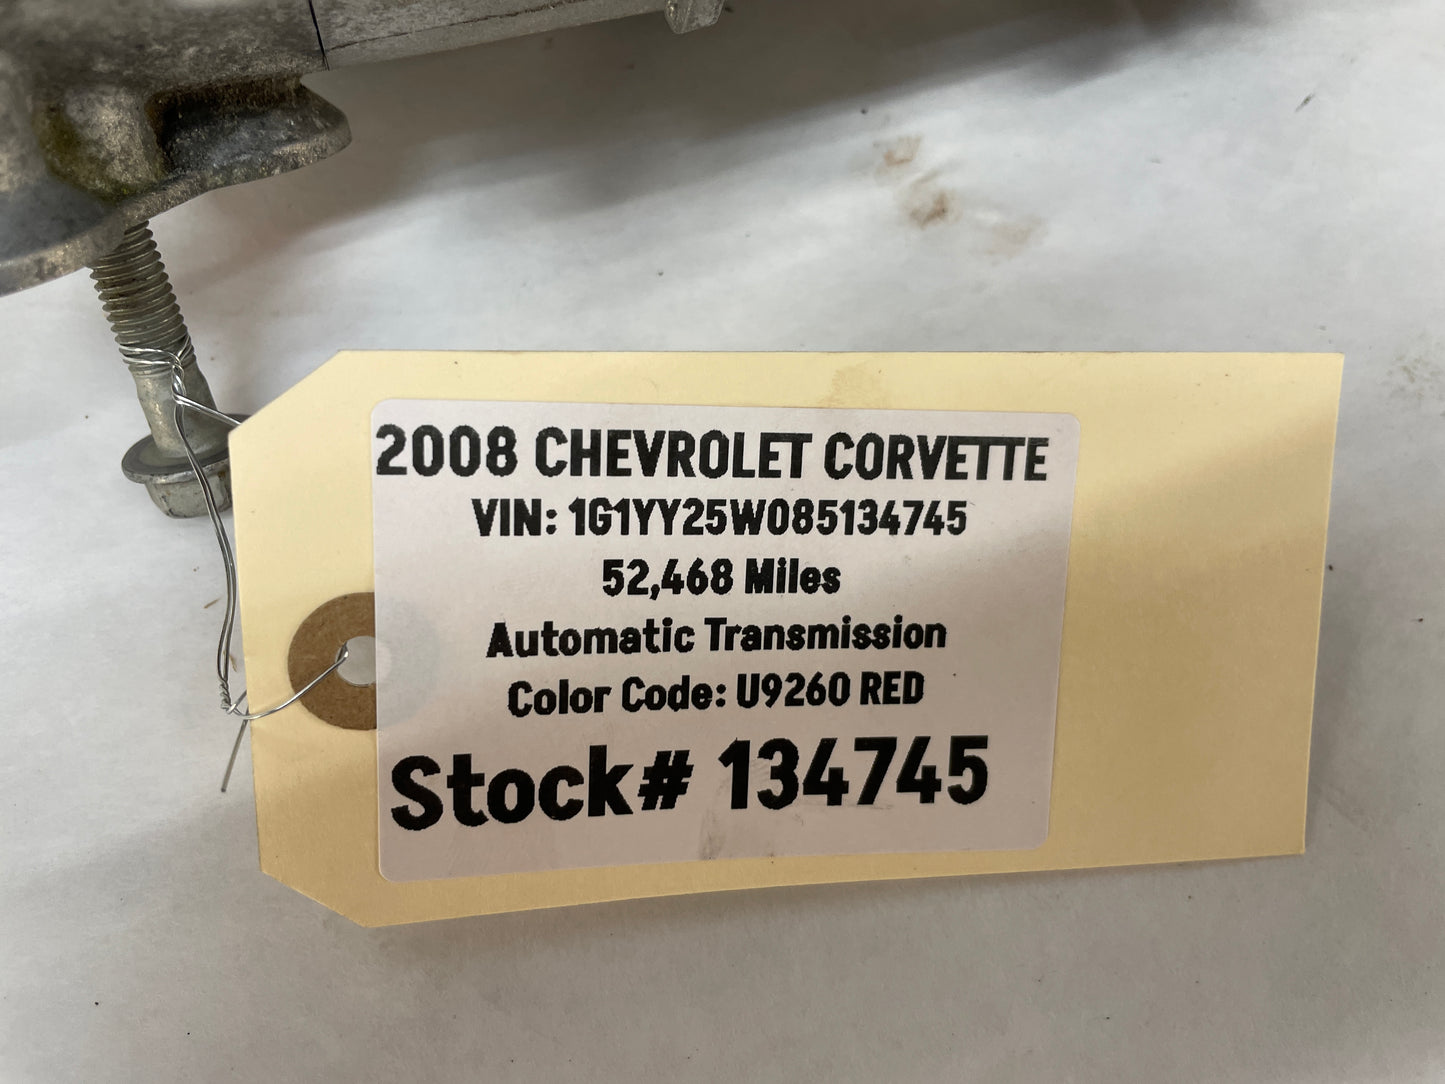 2008 CHEVROLET CORVETTE
VIN: 1G1YY25W085134745
52,468 Miles
Automatic Transmission
Color Code: U9260 RED
Stock# 134745